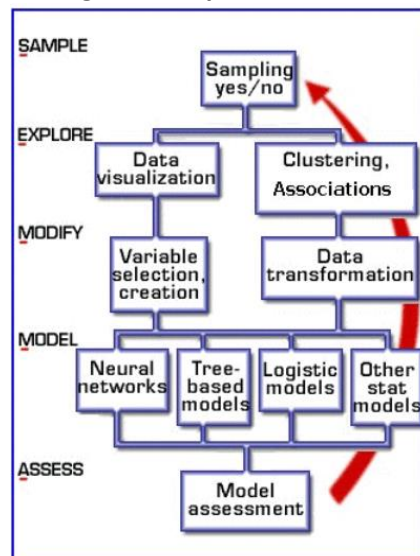 SAMPLE
Sampling
yes/no
EXPLORE
Data
visualization
Clustering,
Associations
MODIFY
Variable
selection,
creation
Data
transformation
MODEL
Neural
networks
Tree-
based
models
Logistic
models
Other
stat
models
ASSESS
Model
assessment